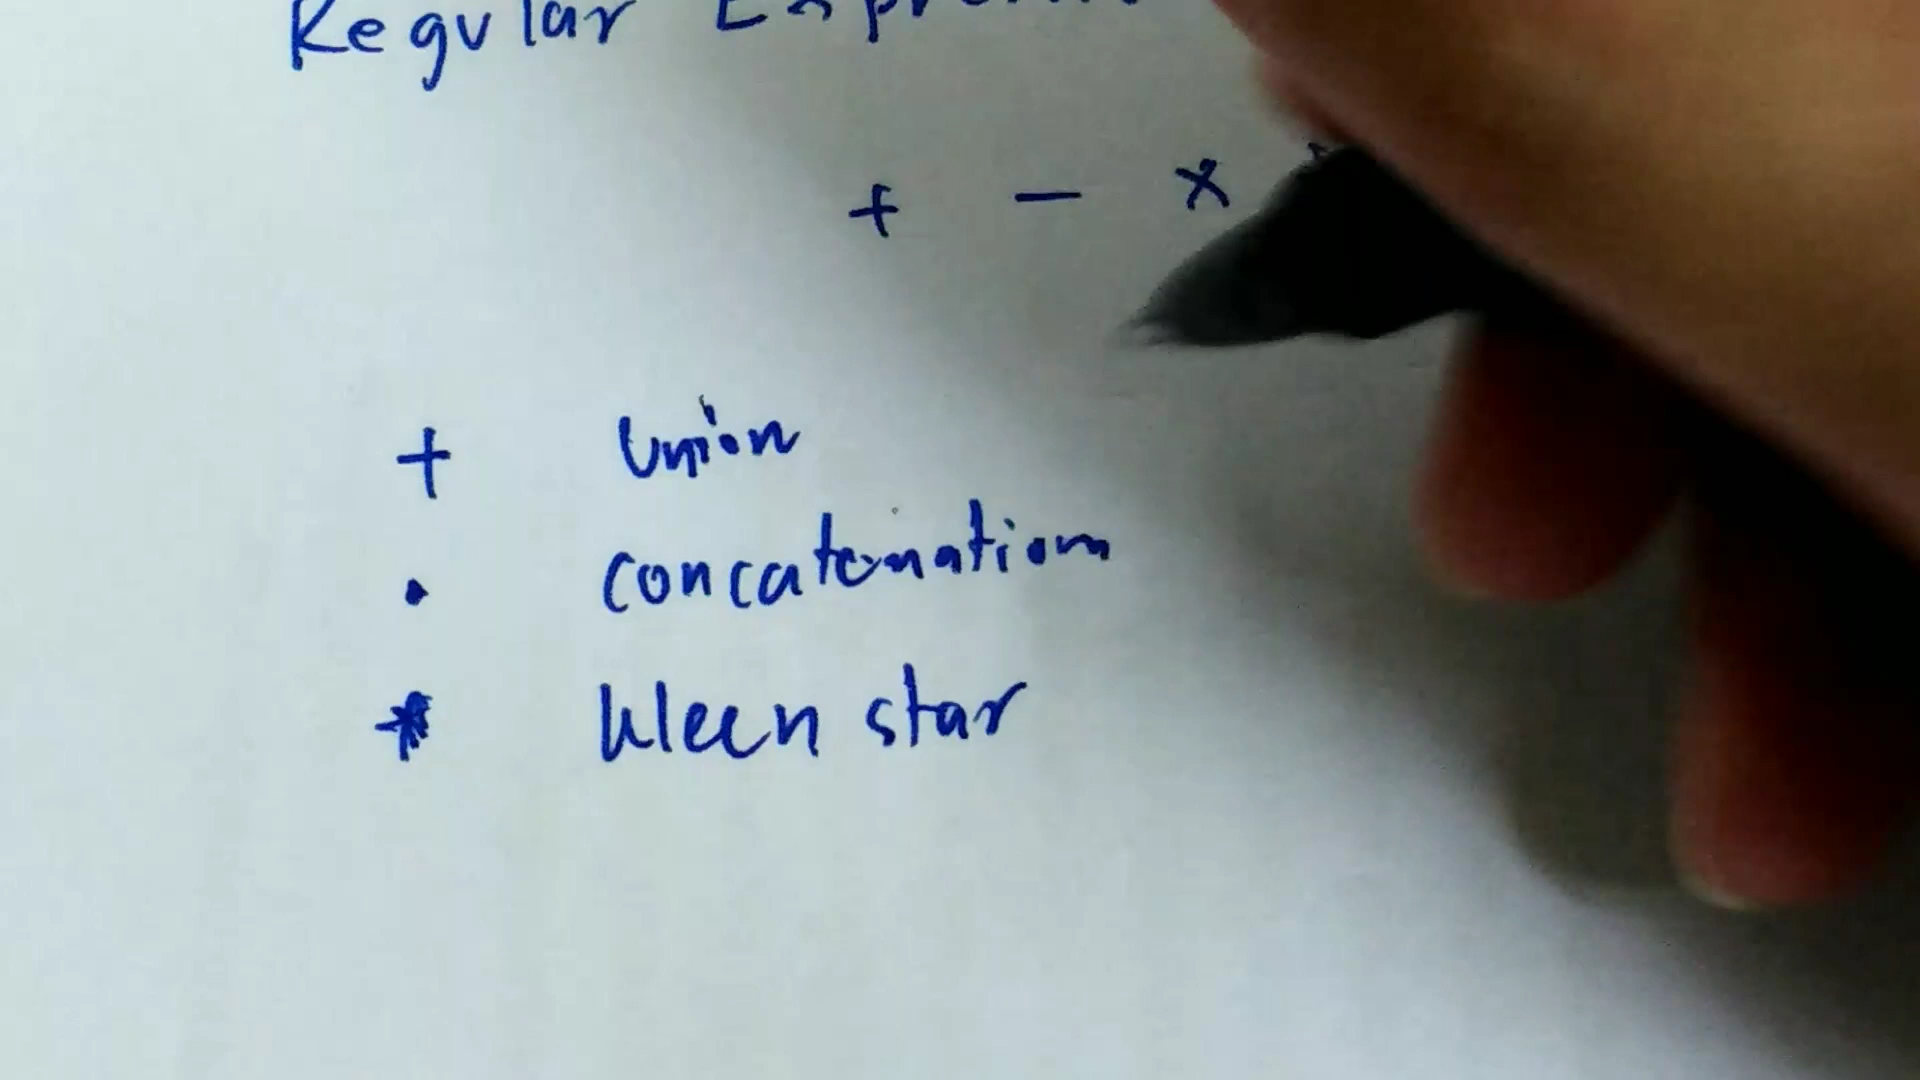 Regular
+ - ×
+ Union
• concatenation
* kleen star